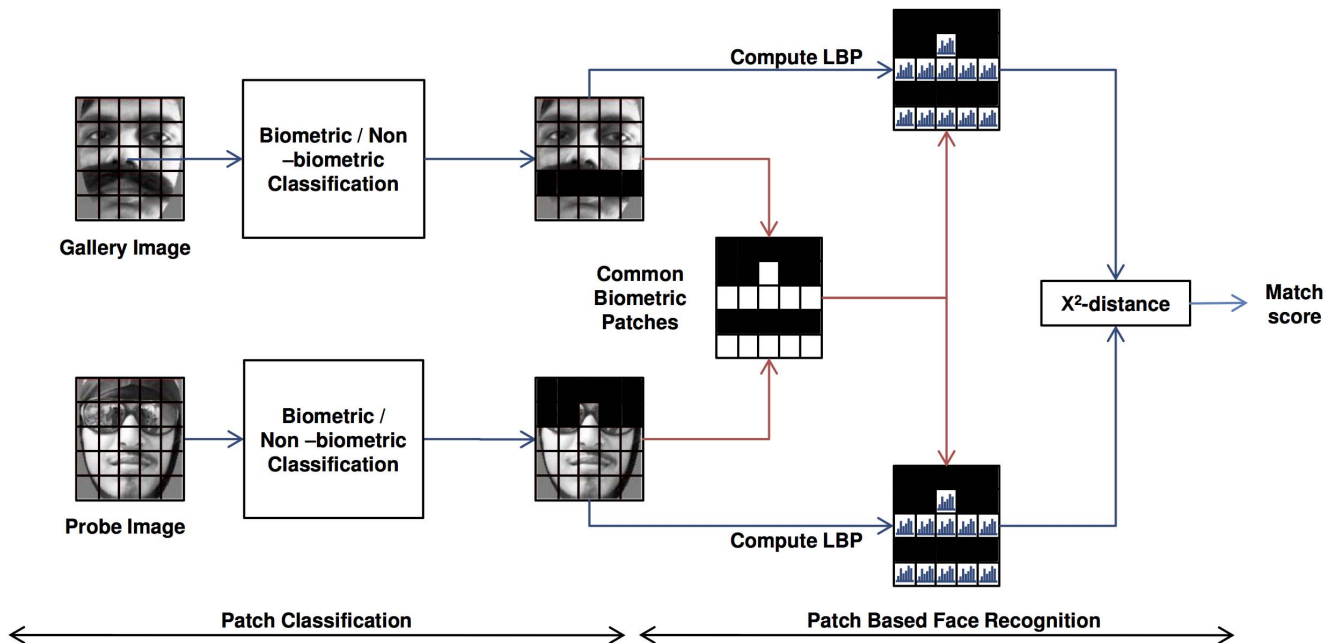 Compute LBP
Biometric / Non
–biometric
Classification
Gallery Image
Common
Biometric
Patches
X²-distance
Match
score
Biometric /
Non –biometric
Classification
Probe Image
Compute LBP
Patch Classification
Patch Based Face Recognition